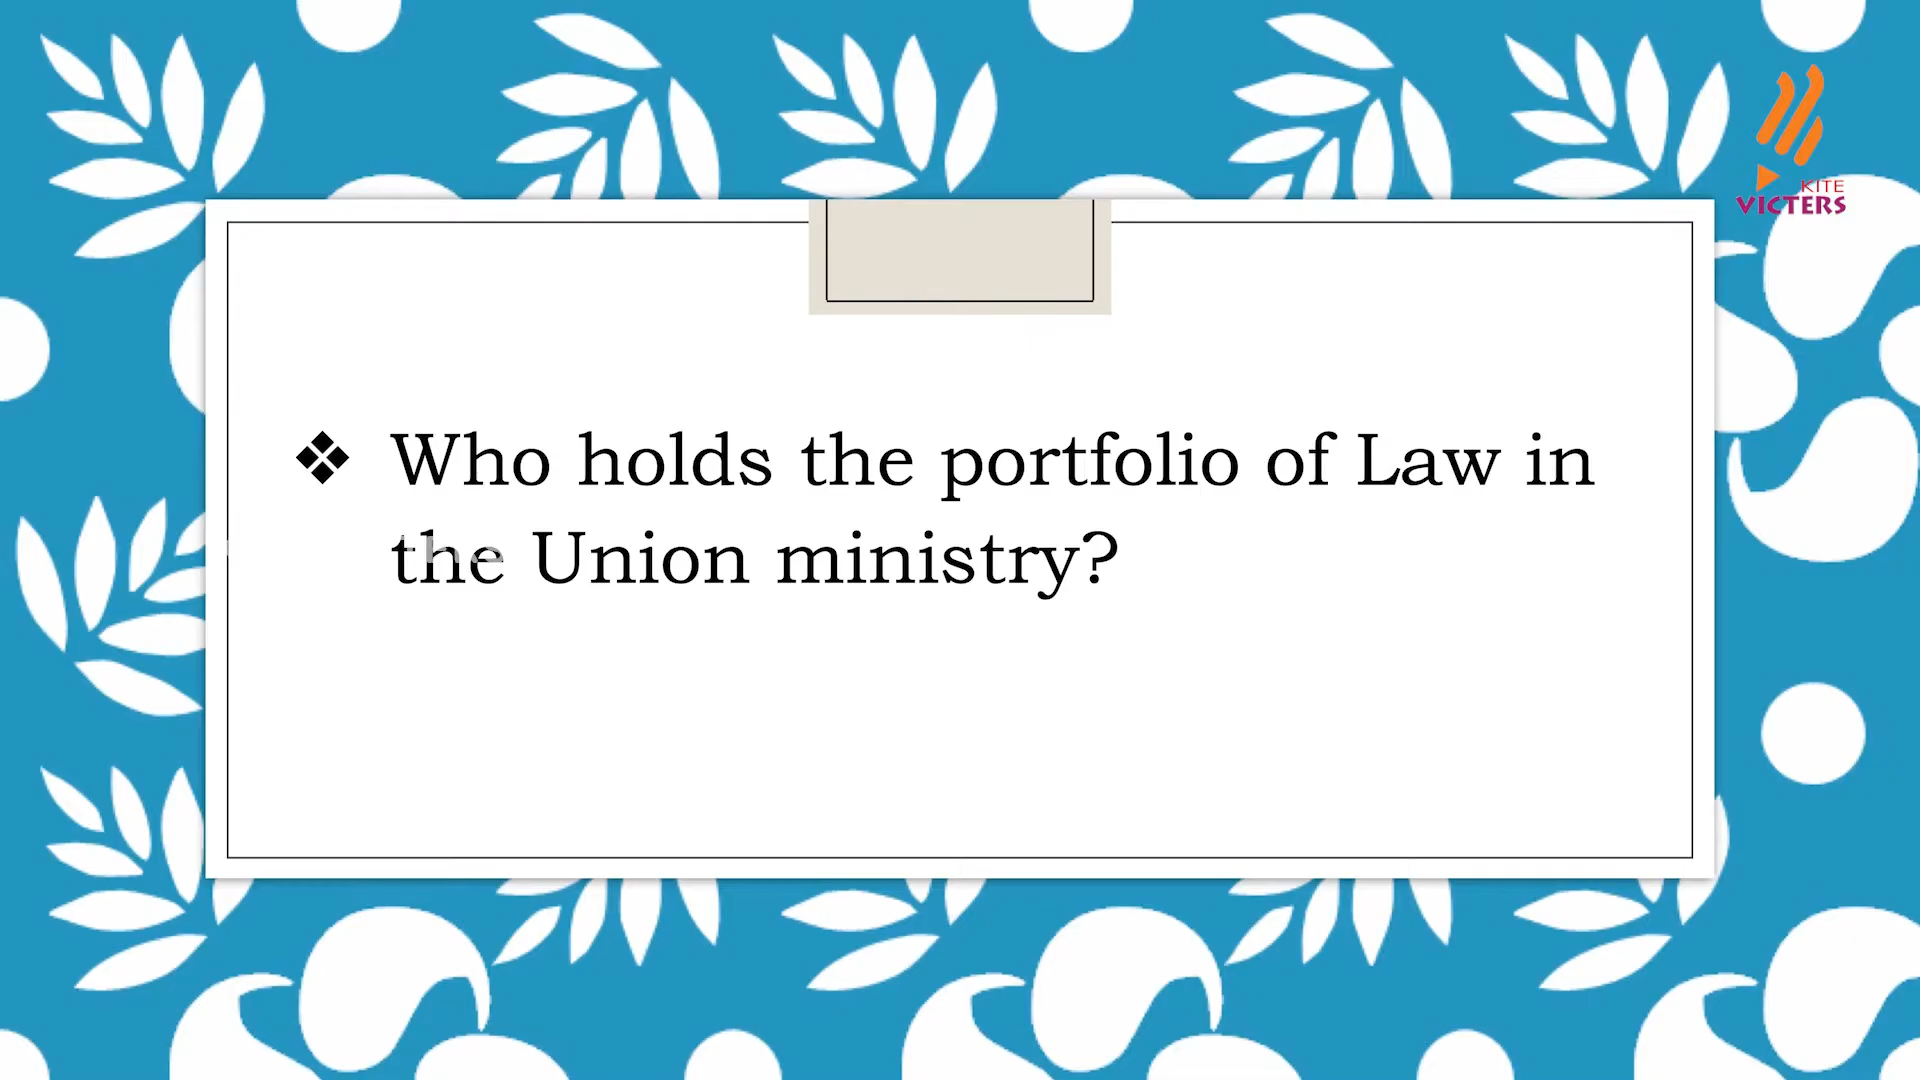 KITE
VICTERS
❖ Who holds the portfolio of Law in
the Union ministry?